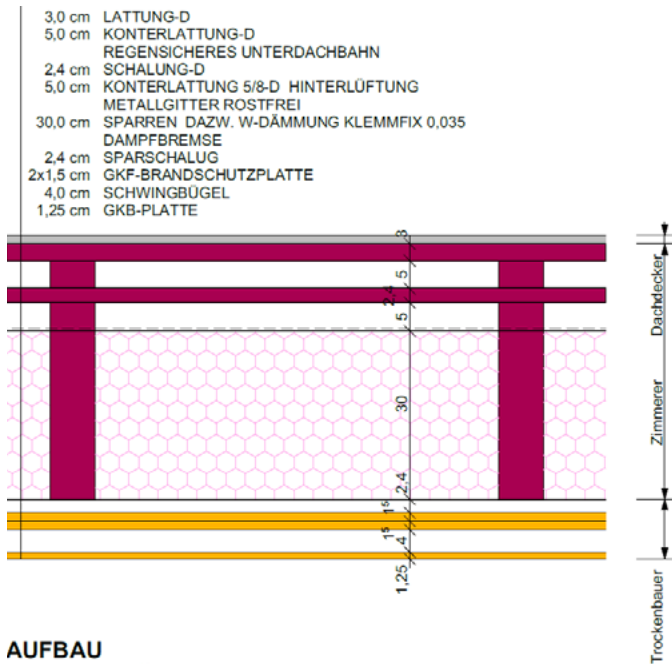 3,0 cm LATTUNG-D
5,0 cm KONTERLATTUNG-D
REGENSICHERES UNTERDACHBAHN
2,4 cm SCHALUNG-D
5,0 cm KONTERLATTUNG 5/8-D HINTERLÜFTUNG
METALLGITTER ROSTFREI
30,0 cm SPARREN DAZW. W-DÄMMUNG KLEMMFIX 0,035
DAMPFBREMSE
2,4 cm SPARSCHALUG
2x1,5 cm GKF-BRANDSCHUTZPLATTE
4,0 cm SCHWINGBÜGEL
1,25 cm GKB-PLATTE
3
5
2,4
5
30
2,4
1⁵
1⁵
4
1,25
Dachdecker
Zimmerer
Trockenbauer
AUFBAU